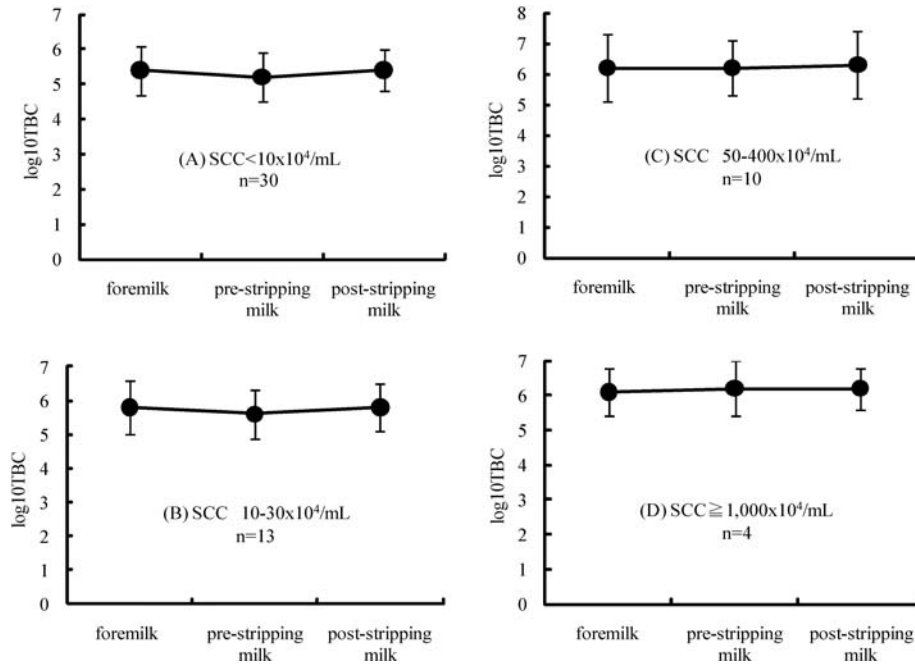 7
6
5
4
3
2
1
0
log10TBC
(A) SCC<10x10⁴/mL
n=30
foremilk
pre-stripping
milk
post-stripping
milk
8
7
6
5
4
3
2
1
0
log10TBC
(C) SCC 50-400x10⁴/mL
n=10
foremilk
pre-stripping
milk
post-stripping
milk
7
6
5
4
3
2
1
0
log10TBC
(B) SCC 10-30x10⁴/mL
n=13
foremilk
pre-stripping
milk
post-stripping
milk
7
6
5
4
3
2
1
0
log10TBC
(D) SCC≧1,000x10⁴/mL
n=4
foremilk
pre-stripping
milk
post-stripping
milk